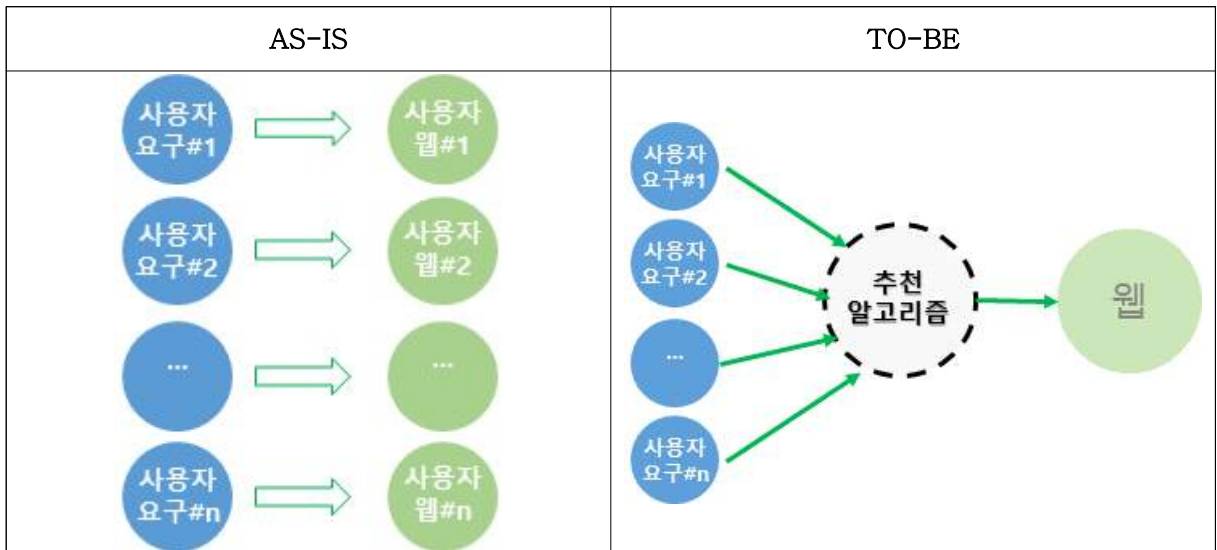 AS-IS
TO-BE
사용자
요구#1
사용자
웹#1
사용자
요구#2
사용자
웹#2
...
...
사용자
요구#n
사용자
웹#n
사용자
요구#1
사용자
요구#2
...
사용자
요구#n
추천
알고리즘
웹